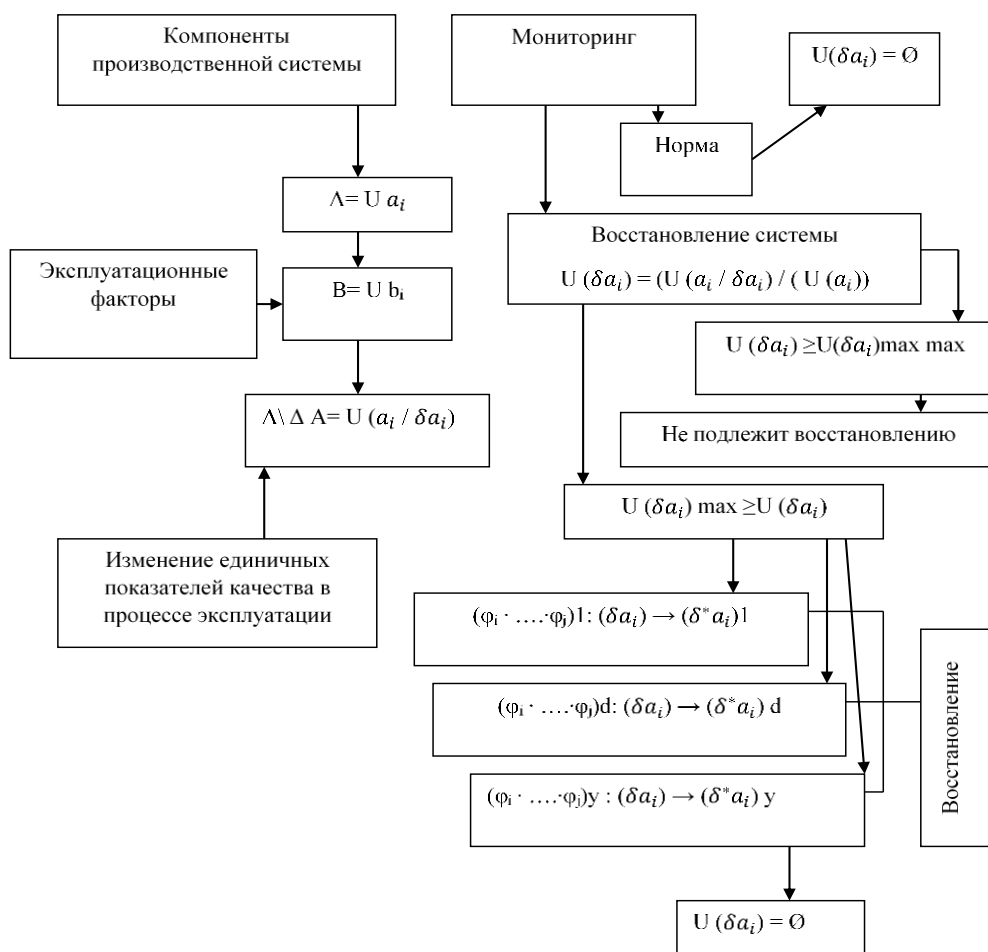 Компоненты
производственной системы
Мониторинг
U(δaᵢ) = Ø
Норма
Λ= U aᵢ
Восстановление системы
U (δaᵢ) = (U (aᵢ / δaᵢ) / ( U (aᵢ))
Эксплуатационные
факторы
B= U bᵢ
U (δaᵢ) ≥U(δaᵢ)max max
Λ\ Δ A= U (aᵢ / δaᵢ)
Не подлежит восстановлению
U (δaᵢ) max ≥U (δaᵢ)
Изменение единичных
показателей качества в
процессе эксплуатации
(φᵢ · ….·φⱼ)1: (δaᵢ) → (δ*aᵢ)1
(φᵢ · ….·φⱼ)d: (δaᵢ) → (δ*aᵢ) d
Восстановление
(φᵢ · ….·φⱼ)y : (δaᵢ) → (δ*aᵢ) y
U (δaᵢ) = Ø